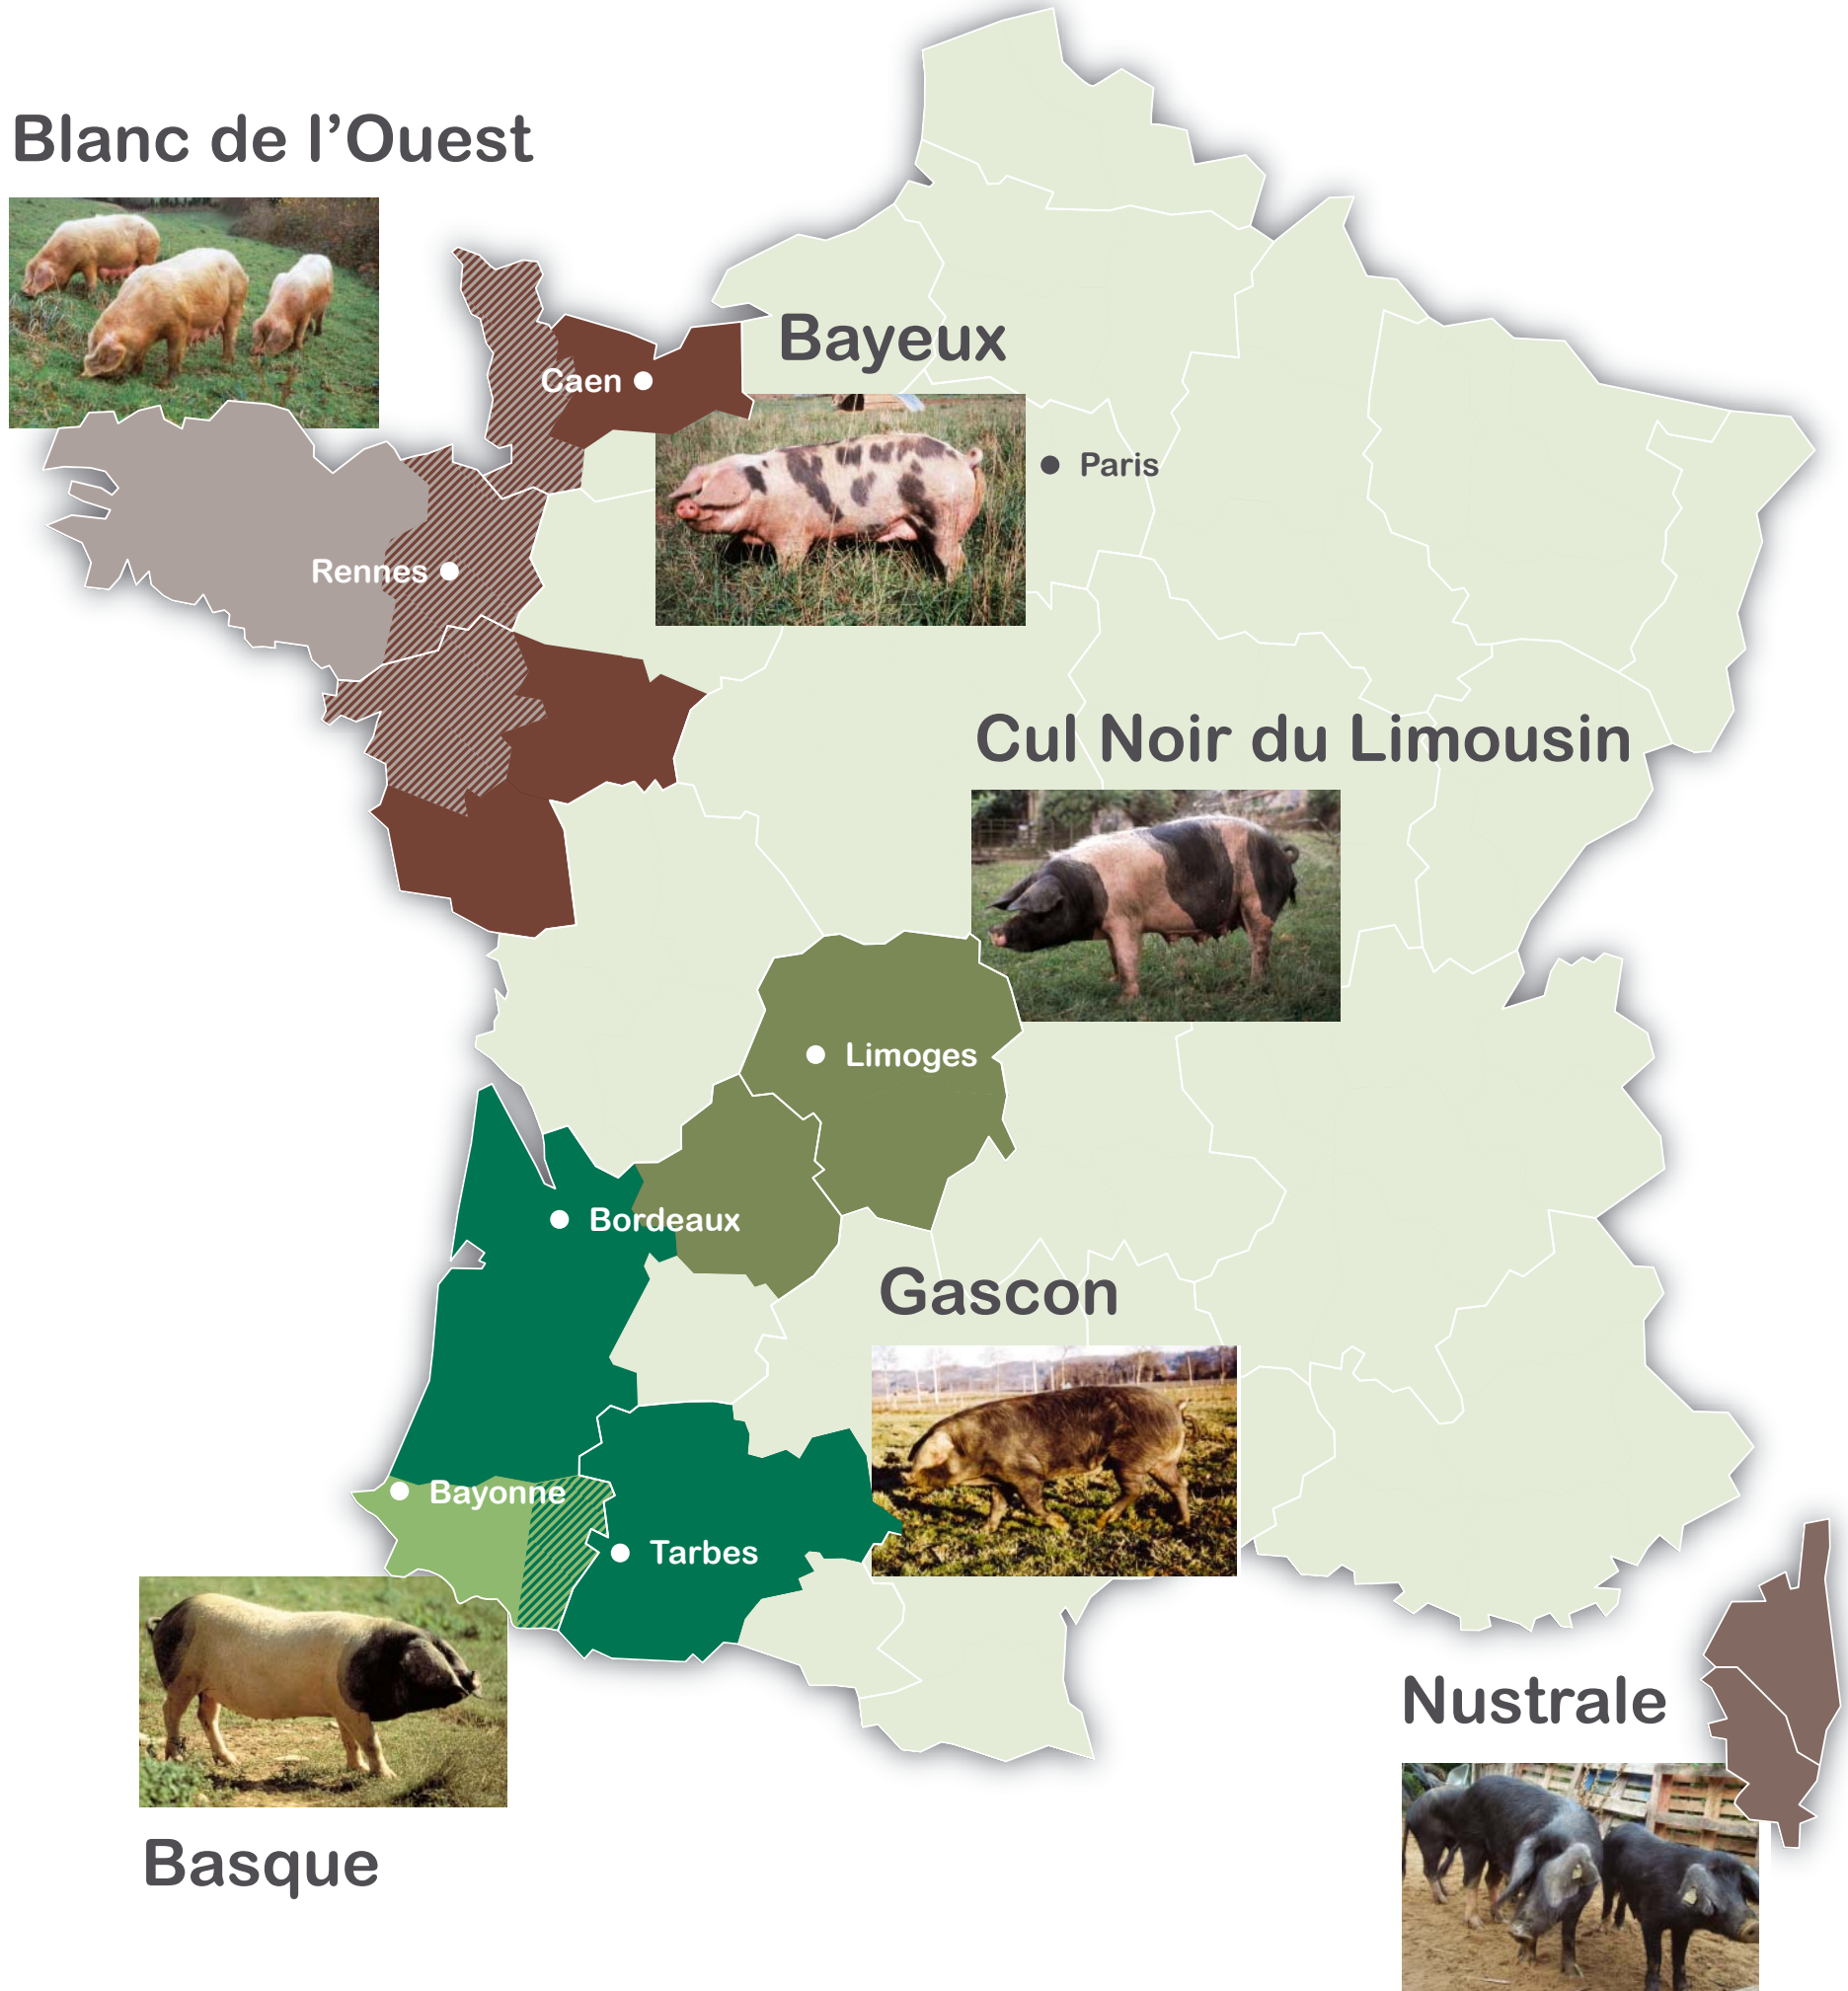 Blanc de l’Ouest
Bayeux
Caen
Paris
Rennes
Cul Noir du Limousin
Limoges
Bordeaux
Gascon
Bayonne
Tarbes
Nustrale
Basque